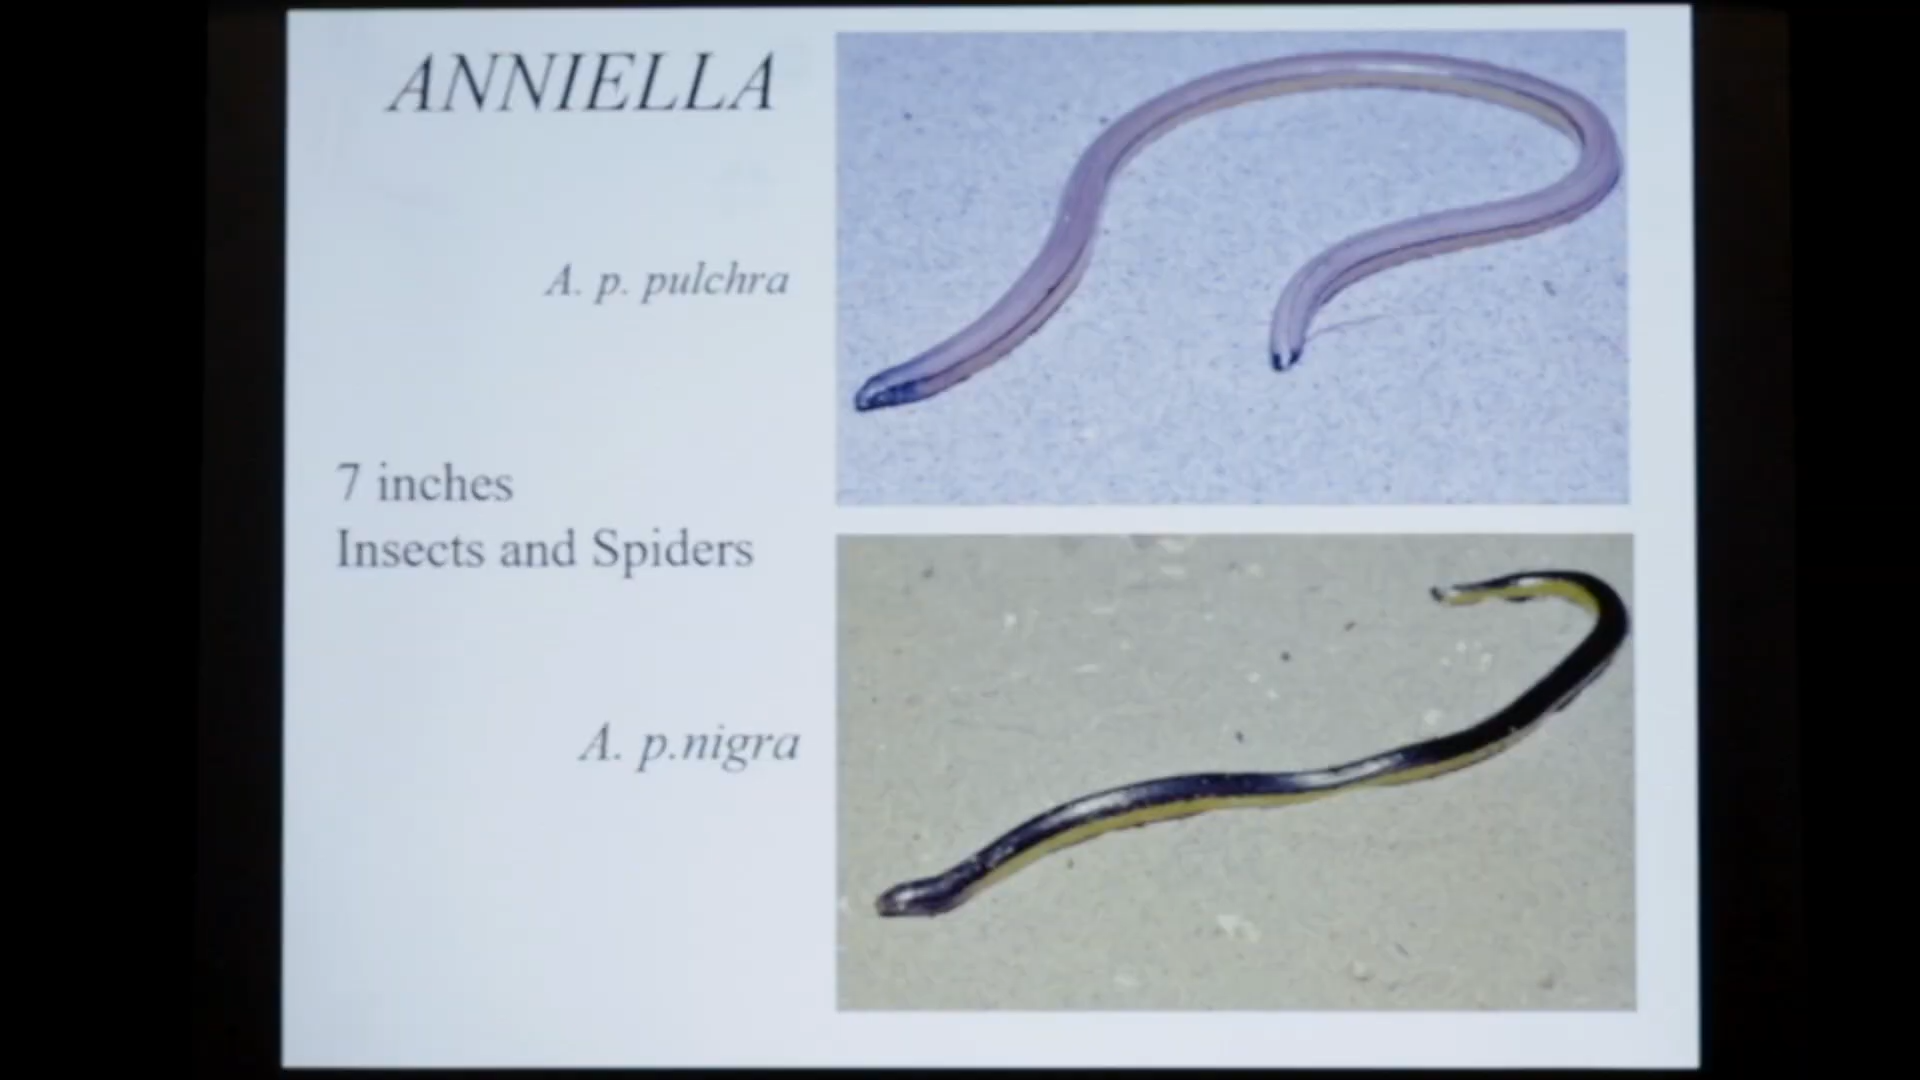 ANNIELLA
A. p. pulchra
7 inches
Insects and Spiders
A. p.nigra